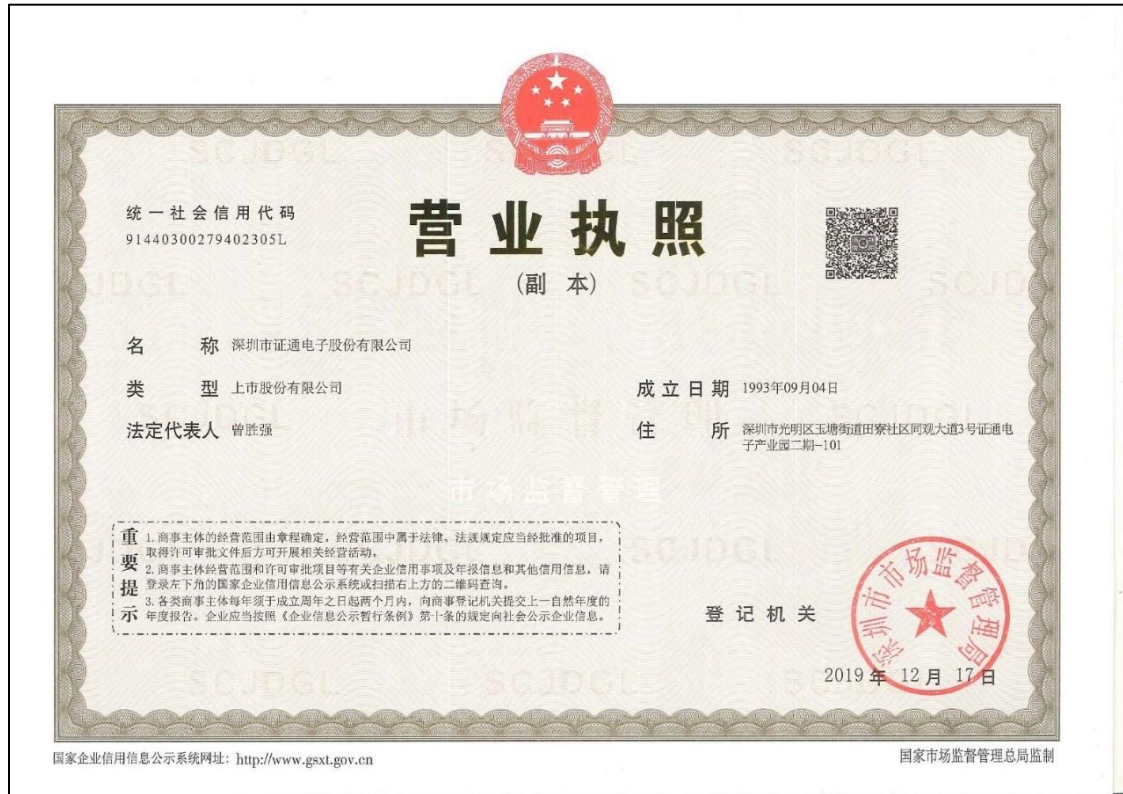 统一社会信用代码
91440300279402305L
营业执照
(副 本)
名 称 深圳市证通电子股份有限公司
类 型 上市股份有限公司
法定代表人 曾胜强
成立日期 1993年09月04日
住 所 深圳市光明区玉塘街道田寮社区同观大道3号证通电
子产业园二期-101
重要提示
1.商事主体的经营范围由章程确定。经营范围中属于法律、法规规定应当经批准的项目,
取得许可审批文件后方可开展相关经营活动。
2.商事主体经营范围和许可审批项目等有关企业信用事项及年报信息和其他信用信息,请
登录左下角的国家企业信用信息公示系统或扫描右上方的二维码查询。
3.各类商事主体每年须于成立周年之日起两个月内,向商事登记机关提交上一自然年度的
年度报告。企业应当按照《企业信息公示暂行条例》第十条的规定向社会公示企业信息。
登记机关
深圳市市场监督管理局
2019年 12月 17日
SCJDGL
市场监督管理
国家企业信用信息公示系统网址:http://www.gsxt.gov.cn
国家市场监督管理总局监制